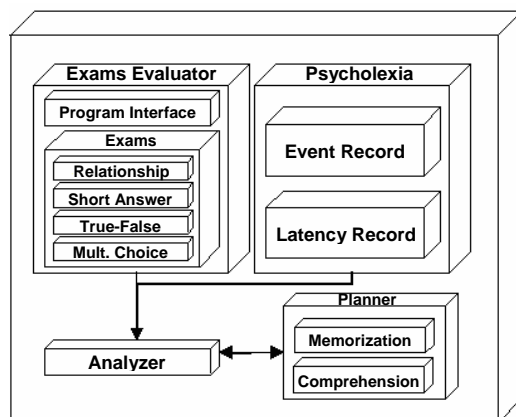 Exams Evaluator
Program Interface
Exams
Relationship
Short Answer
True-False
Mult. Choice
Psycholexia
Event Record
Latency Record
Analyzer
Planner
Memorization
Comprehension